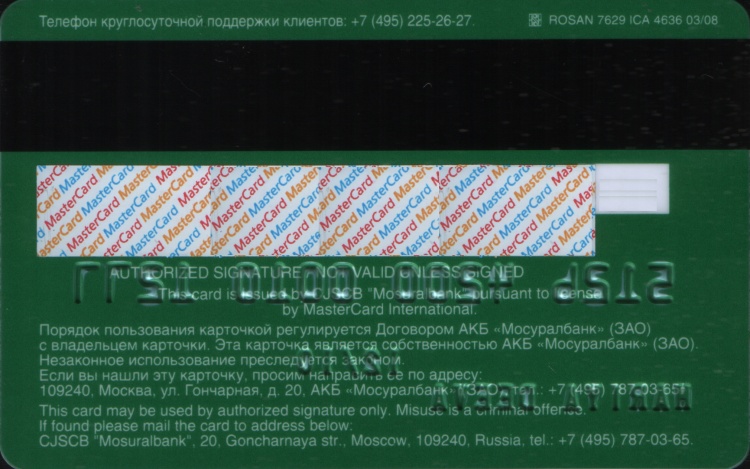 Телефон круглосуточной поддержки клиентов: +7 (495) 225-26-27.
ROSAN 7629 ICA 4636 03/08
AUTHORIZED SIGNATURE / NOT VALID UNLESS SIGNED
This card is issued by CJSCB "Mosuralbank" pursuant to license
by MasterCard International.
Порядок пользования карточкой регулируется Договором АКБ «Мосуралбанк» (ЗАО)
с владельцем карточки. Эта карточка является собственностью АКБ «Мосуралбанк» (ЗАО).
Незаконное использование преследуется законом.
Если вы нашли эту карточку, просим направить ее по адресу:
109240, Москва, ул. Гончарная, д. 20, АКБ «Мосуралбанк» (ЗАО), тел.: +7 (495) 787-03-65.
This card may be used by authorized signature only. Misuse is a criminal offense.
If found please mail the card to address below:
CJSCB "Mosuralbank", 20, Goncharnaya str., Moscow, 109240, Russia, tel.: +7 (495) 787-03-65.